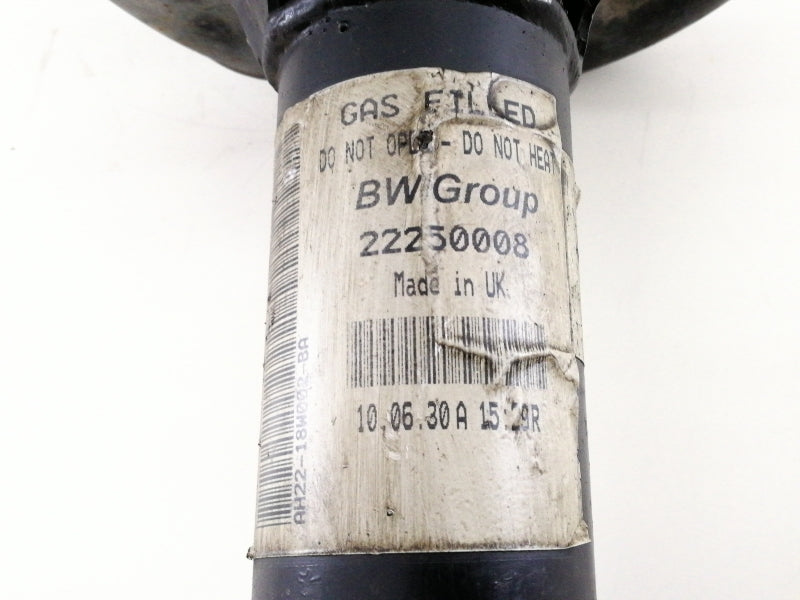 GAS FILLED
DO NOT OPEN - DO NOT HEAT
BW Group
22250008
Made in UK
10.06.30 A 15:29R
AH22-18W002-BA